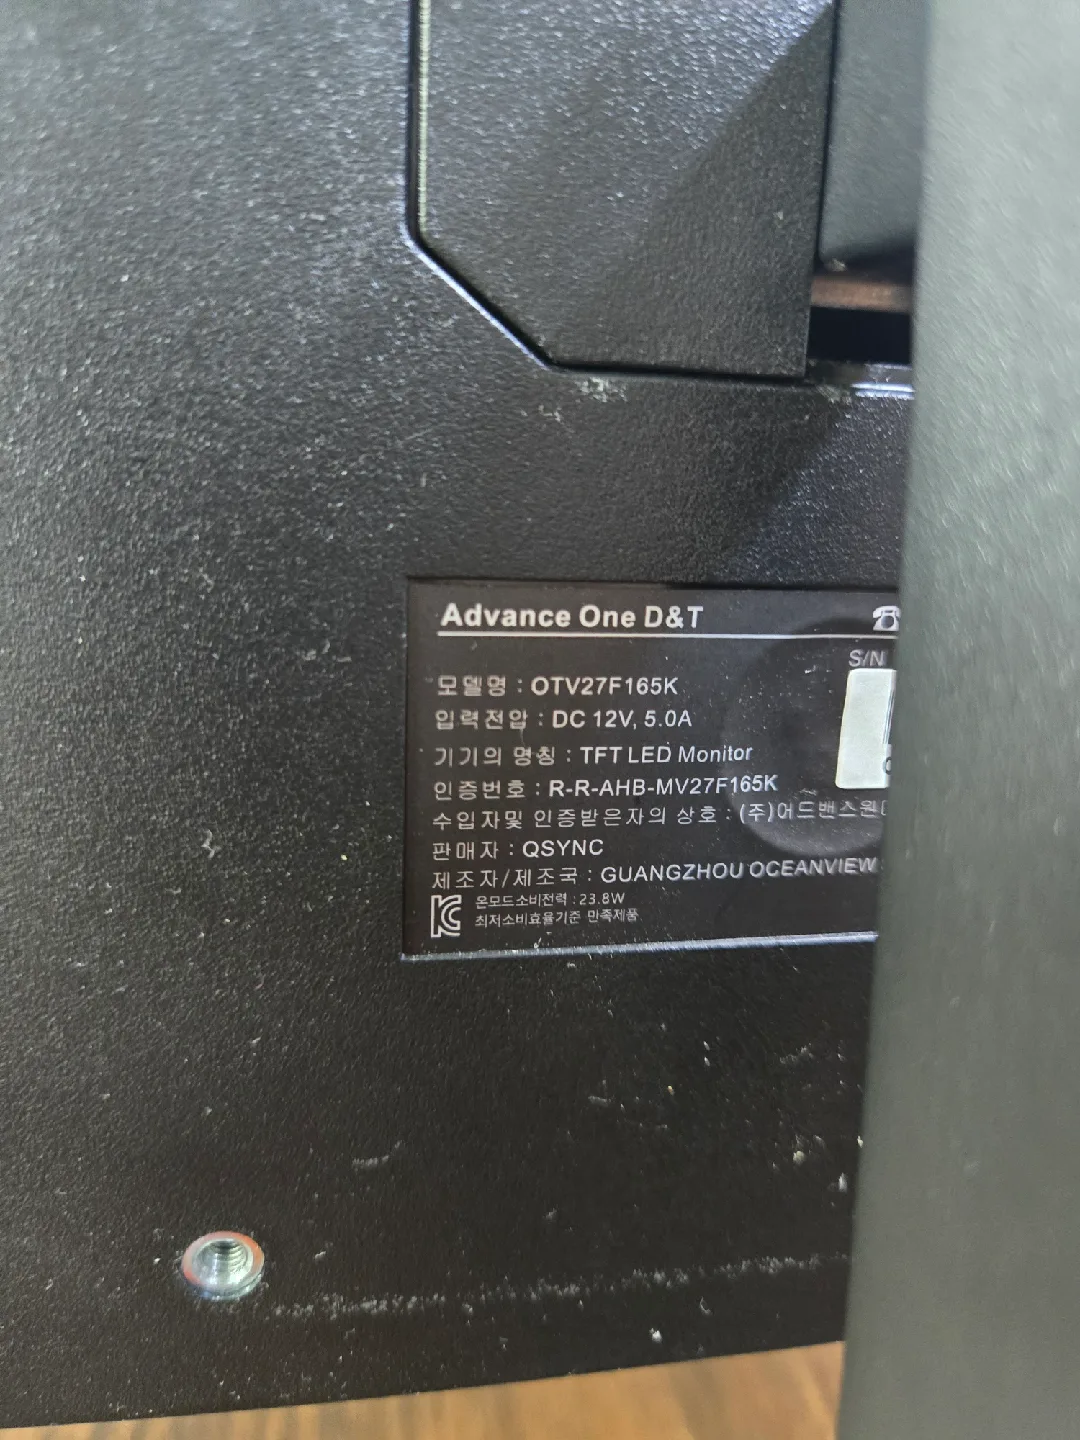 Advance One D&T
S/N
모델명 : OTV27F165K
입력전압 : DC 12V, 5.0A
기기의 명칭 : TFT LED Monitor
인증번호 : R-R-AHB-MV27F165K
수입자및 인증받은자의 상호 : (주)어드밴스원
판매자 : QSYNC
제조자/제조국 : GUANGZHOU OCEANVIEW
온모드소비전력 : 23.8W
최저소비효율기준 만족제품